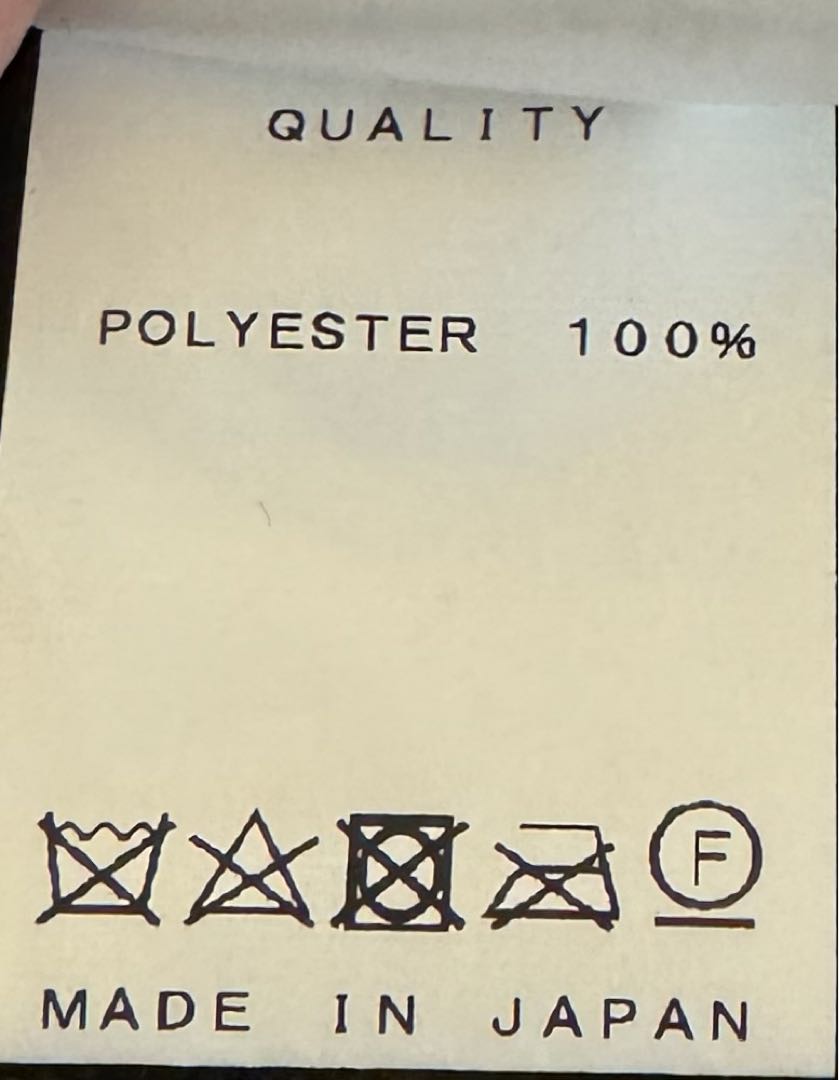 QUALITY
POLYESTER 100%
F
MADE IN JAPAN